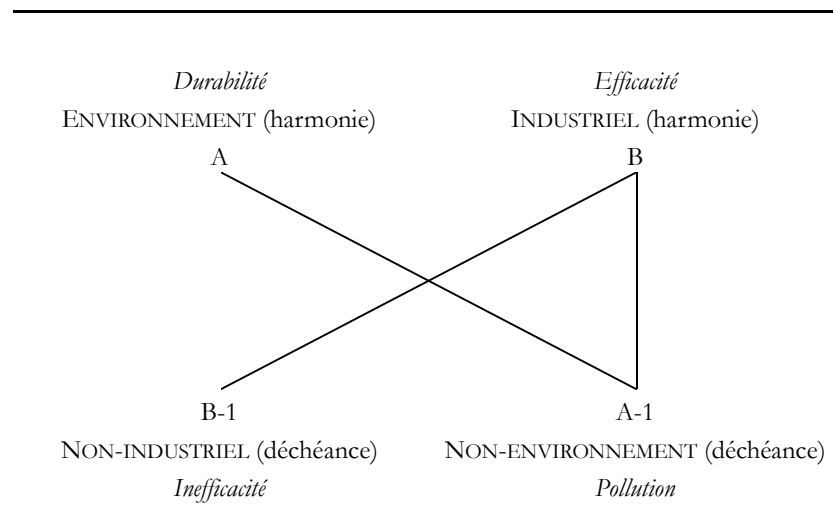 Durabilité
ENVIRONNEMENT (harmonie)
A
Efficacité
INDUSTRIEL (harmonie)
B
B-1
NON-INDUSTRIEL (déchéance)
Inefficacité
A-1
NON-ENVIRONNEMENT (déchéance)
Pollution